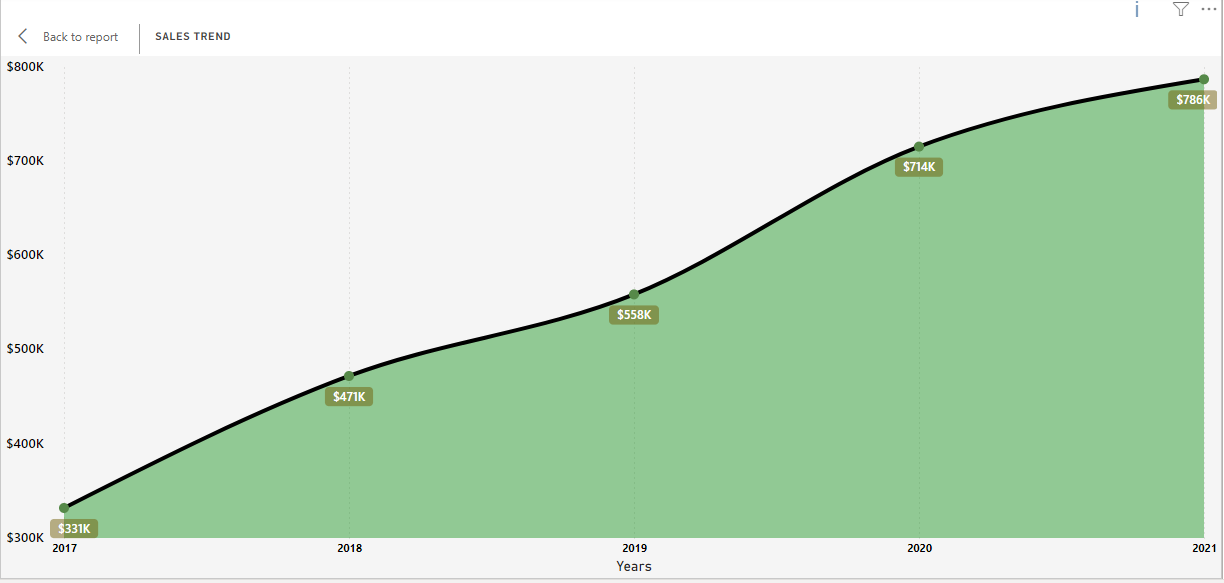 Back to report
SALES TREND
$800K
$786K
$700K
$714K
$600K
$558K
$500K
$471K
$400K
$331K
$300K
2017 2018 2019 2020 2021
Years